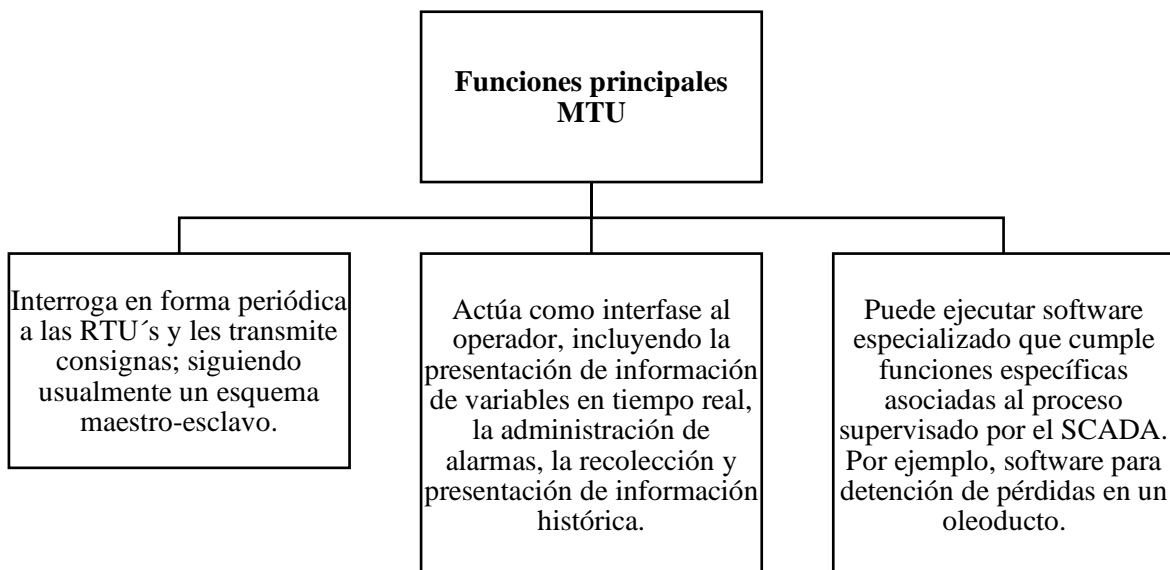 Funciones principales
MTU
Interroga en forma periódica
a las RTU´s y les transmite
consignas; siguiendo
usualmente un esquema
maestro-esclavo.
Actúa como interfase al
operador, incluyendo la
presentación de información
de variables en tiempo real,
la administración de
alarmas, la recolección y
presentación de información
histórica.
Puede ejecutar software
especializado que cumple
funciones específicas
asociadas al proceso
supervisado por el SCADA.
Por ejemplo, software para
detención de pérdidas en un
oleoducto.